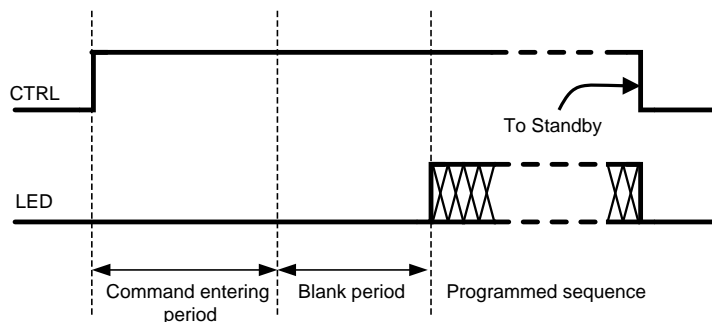 CTRL
To Standby
LED
Command entering
period
Blank period
Programmed sequence